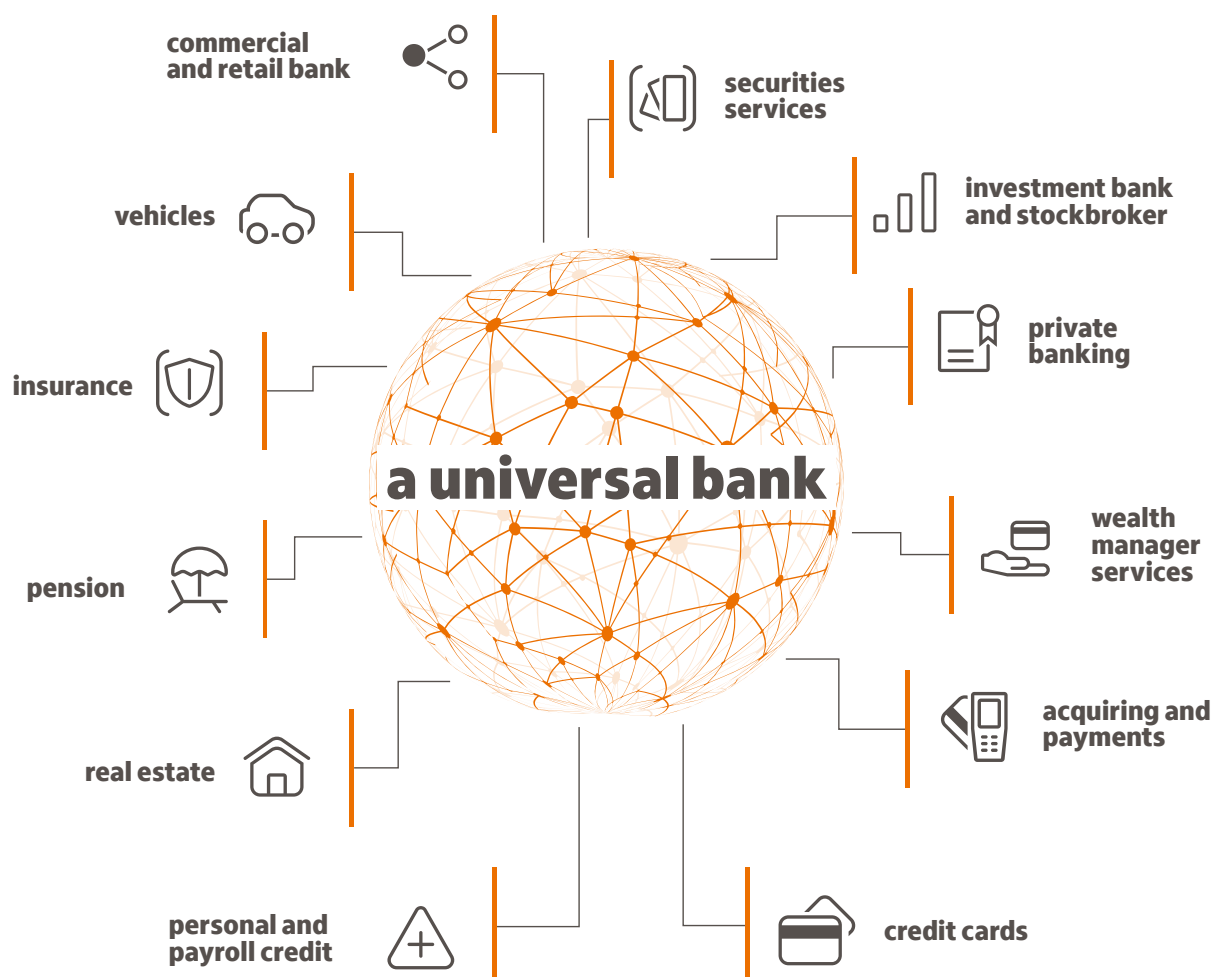 commercial
and retail bank
securities
services
vehicles
investment bank
and stockbroker
insurance
private
banking
a universal bank
pension
wealth
manager
services
real estate
acquiring and
payments
personal and
payroll credit
credit cards